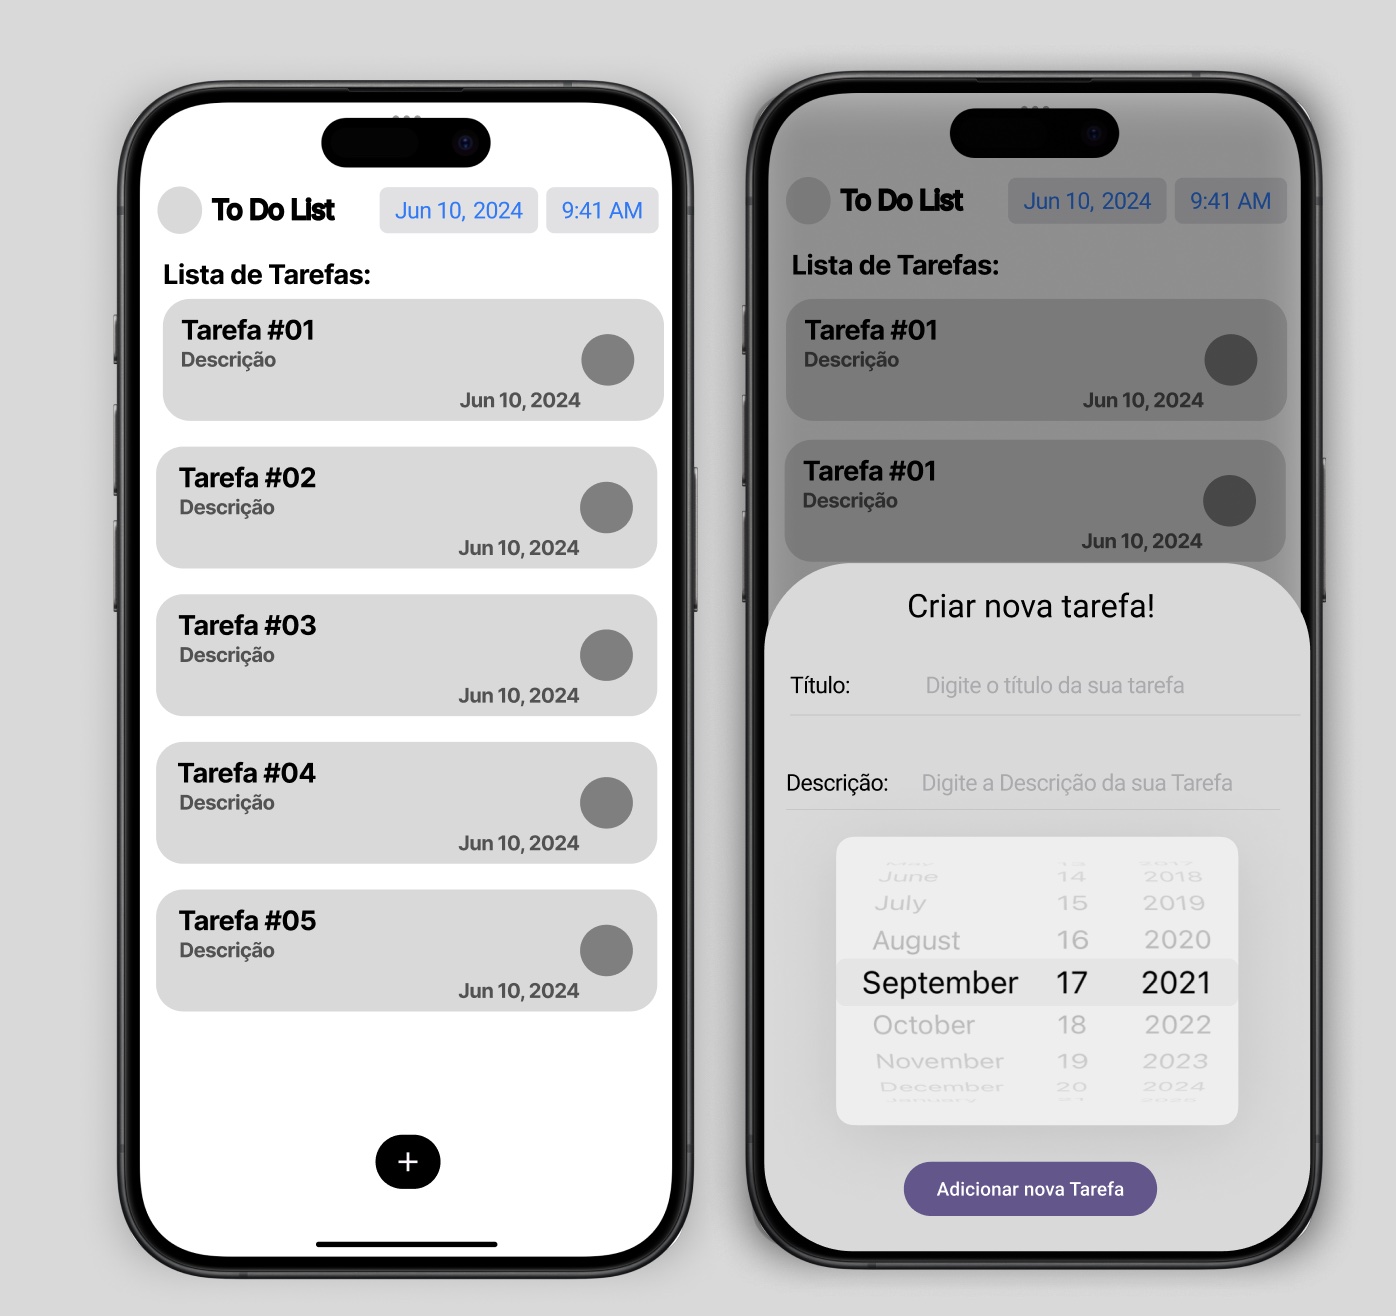 To Do List
Jun 10, 2024
9:41 AM
Lista de Tarefas:
Tarefa #01
Descrição
Jun 10, 2024
Tarefa #02
Descrição
Jun 10, 2024
Tarefa #03
Descrição
Jun 10, 2024
Tarefa #04
Descrição
Jun 10, 2024
Tarefa #05
Descrição
Jun 10, 2024
+
To Do List
Jun 10, 2024
9:41 AM
Lista de Tarefas:
Tarefa #01
Descrição
Jun 10, 2024
Tarefa #01
Descrição
Jun 10, 2024
Criar nova tarefa!
Título: Digite o título da sua tarefa
Descrição: Digite a Descrição da sua Tarefa
May 13 2017
June 14 2018
July 15 2019
August 16 2020
September 17 2021
October 18 2022
November 19 2023
December 20 2024
January 21
Adicionar nova Tarefa